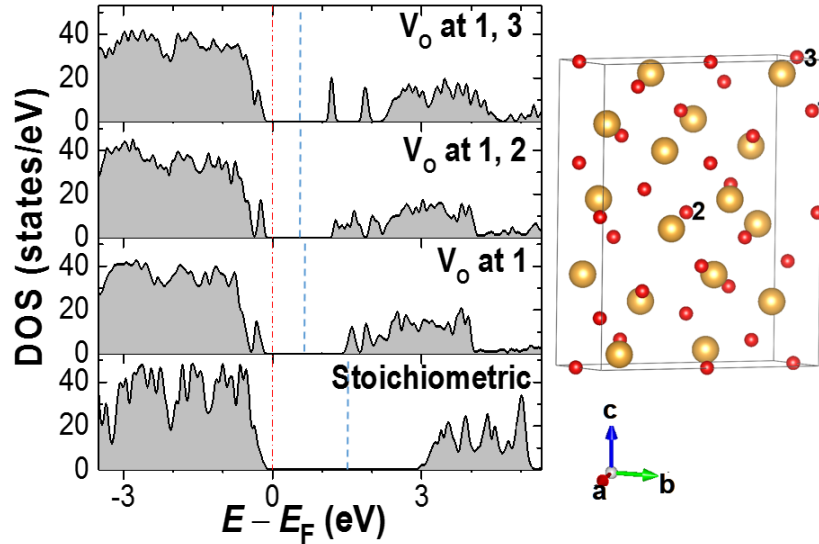 DOS (states/eV)
40
20
0
V_O at 1, 3
40
20
0
V_O at 1, 2
40
20
0
V_O at 1
40
20
0
Stoichiometric
-3
0
3
E − E_F (eV)
3
2
c
b
a